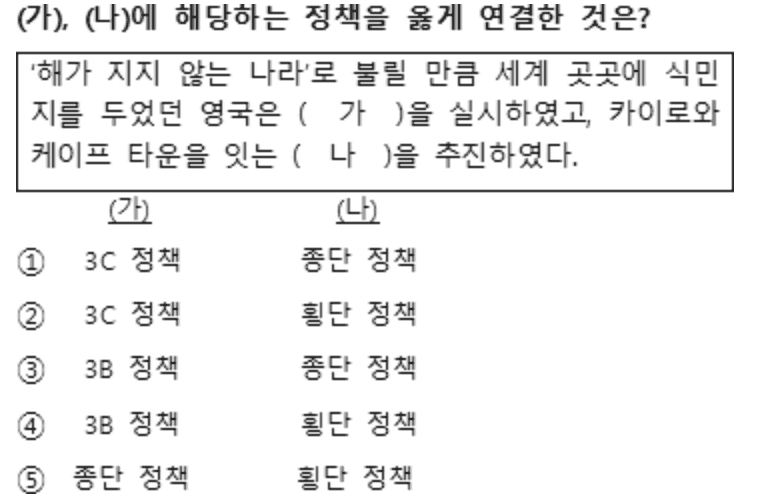 (가), (나)에 해당하는 정책을 옳게 연결한 것은?
‘해가 지지 않는 나라’로 불릴 만큼 세계 곳곳에 식민
지를 두었던 영국은 ( 가 )을 실시하였고, 카이로와
케이프 타운을 잇는 ( 나 )을 추진하였다.
(가) (나)
① 3C 정책 종단 정책
② 3C 정책 횡단 정책
③ 3B 정책 종단 정책
④ 3B 정책 횡단 정책
⑤ 종단 정책 횡단 정책